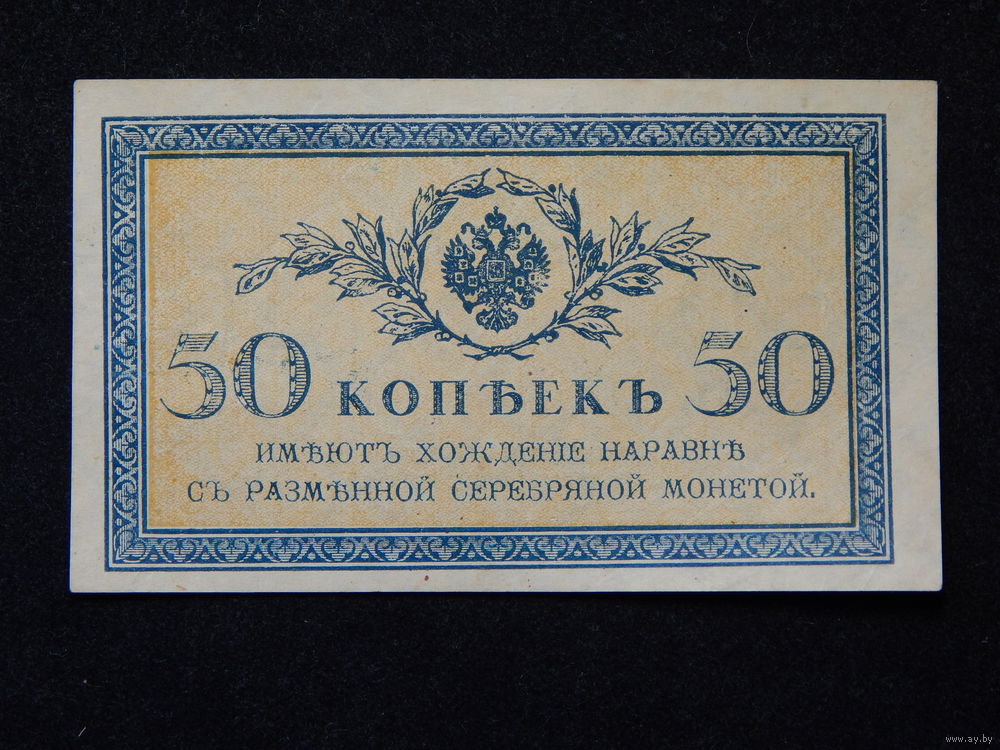 50 КОПѢЕКЪ 50
ИМѢЮТЪ ХОЖДЕНІЕ НАРАВНѢ
СЪ РАЗМѢННОЙ СЕРЕБРЯНОЙ МОНЕТОЙ.
www.ay.by